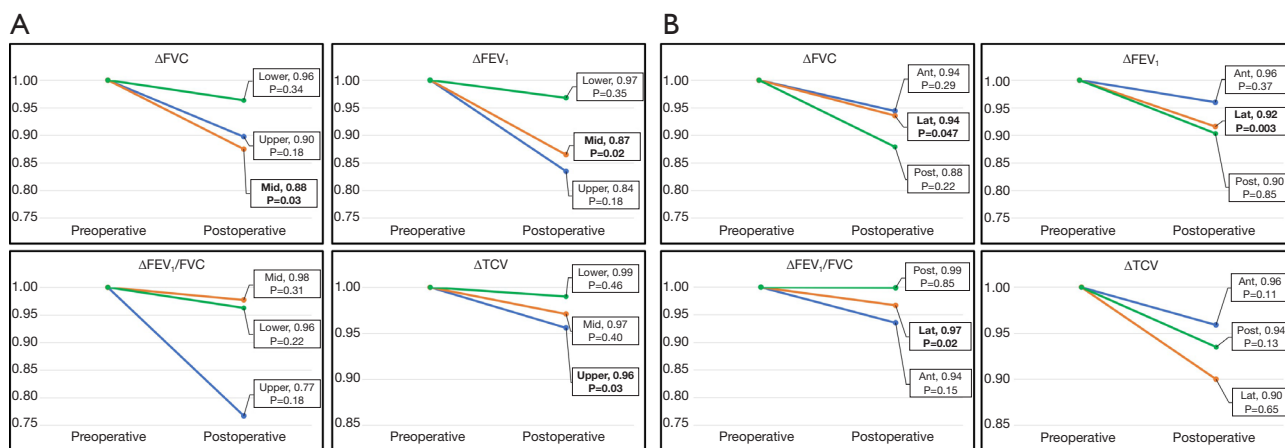 A
ΔFVC
1.00
0.95
0.90
0.85
0.80
0.75
Lower, 0.96
P=0.34
Upper, 0.90
P=0.18
Mid, 0.88
P=0.03
Preoperative Postoperative
ΔFEV1
1.00
0.95
0.90
0.85
0.80
0.75
Lower, 0.97
P=0.35
Mid, 0.87
P=0.02
Upper, 0.84
P=0.18
Preoperative Postoperative
ΔFEV1/FVC
1.00
0.95
0.90
0.85
0.80
0.75
Mid, 0.98
P=0.31
Lower, 0.96
P=0.22
Upper, 0.77
P=0.18
Preoperative Postoperative
ΔTCV
1.00
0.95
0.90
0.85
Lower, 0.99
P=0.46
Mid, 0.97
P=0.40
Upper, 0.96
P=0.03
Preoperative Postoperative
B
ΔFVC
1.00
0.95
0.90
0.85
0.80
0.75
Ant, 0.94
P=0.29
Lat, 0.94
P=0.047
Post, 0.88
P=0.22
Preoperative Postoperative
ΔFEV1
1.00
0.95
0.90
0.85
0.80
0.75
Ant, 0.96
P=0.37
Lat, 0.92
P=0.003
Post, 0.90
P=0.85
Preoperative Postoperative
ΔFEV1/FVC
1.00
0.95
0.90
0.85
0.80
0.75
Post, 0.99
P=0.85
Lat, 0.97
P=0.02
Ant, 0.94
P=0.15
Preoperative Postoperative
ΔTCV
1.00
0.95
0.90
0.85
Ant, 0.96
P=0.11
Post, 0.94
P=0.13
Lat, 0.90
P=0.65
Preoperative Postoperative